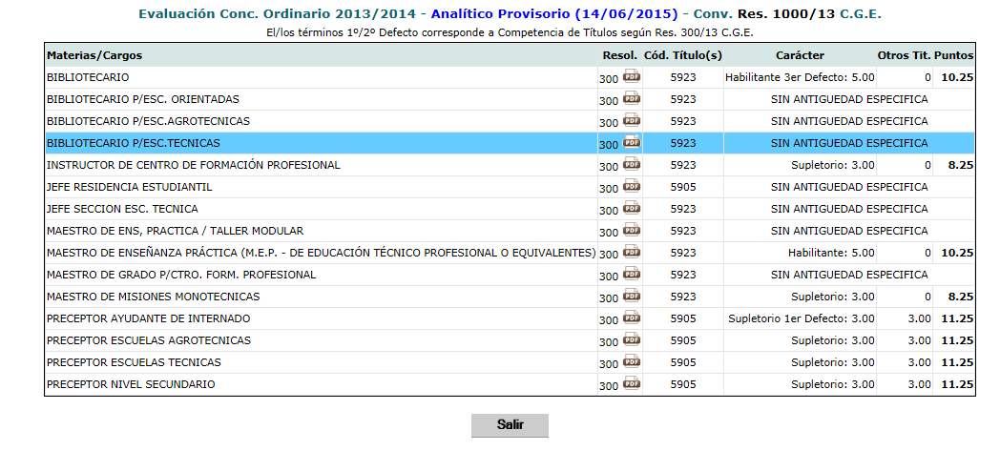 Evaluación Conc. Ordinario 2013/2014 - Analítico Provisorio (14/06/2015) - Conv. Res. 1000/13 C.G.E.
El/los términos 1º/2º Defecto corresponde a Competencia de Títulos según Res. 300/13 C.G.E.
Materias/Cargos Resol. Cód. Título(s) Carácter Otros Tit. Puntos
BIBLIOTECARIO 300 PDF 5923 Habilitante 3er Defecto: 5.00 0 10.25
BIBLIOTECARIO P/ESC. ORIENTADAS 300 PDF 5923 SIN ANTIGUEDAD ESPECIFICA
BIBLIOTECARIO P/ESC.AGROTECNICAS 300 PDF 5923 SIN ANTIGUEDAD ESPECIFICA
BIBLIOTECARIO P/ESC.TECNICAS 300 PDF 5923 SIN ANTIGUEDAD ESPECIFICA
INSTRUCTOR DE CENTRO DE FORMACIÓN PROFESIONAL 300 PDF 5923 Supletorio: 3.00 0 8.25
JEFE RESIDENCIA ESTUDIANTIL 300 PDF 5905 SIN ANTIGUEDAD ESPECIFICA
JEFE SECCION ESC. TECNICA 300 PDF 5923 SIN ANTIGUEDAD ESPECIFICA
MAESTRO DE ENS, PRACTICA / TALLER MODULAR 300 PDF 5923 SIN ANTIGUEDAD ESPECIFICA
MAESTRO DE ENSEÑANZA PRÁCTICA (M.E.P. - DE EDUCACIÓN TÉCNICO PROFESIONAL O EQUIVALENTES) 300 PDF 5923 Habilitante: 5.00 0 10.25
MAESTRO DE GRADO P/CTRO. FORM. PROFESIONAL 300 PDF 5923 SIN ANTIGUEDAD ESPECIFICA
MAESTRO DE MISIONES MONOTECNICAS 300 PDF 5923 Supletorio: 3.00 0 8.25
PRECEPTOR AYUDANTE DE INTERNADO 300 PDF 5905 Supletorio 1er Defecto: 3.00 3.00 11.25
PRECEPTOR ESCUELAS AGROTECNICAS 300 PDF 5905 Supletorio: 3.00 3.00 11.25
PRECEPTOR ESCUELAS TECNICAS 300 PDF 5905 Supletorio: 3.00 3.00 11.25
PRECEPTOR NIVEL SECUNDARIO 300 PDF 5905 Supletorio: 3.00 3.00 11.25
Salir